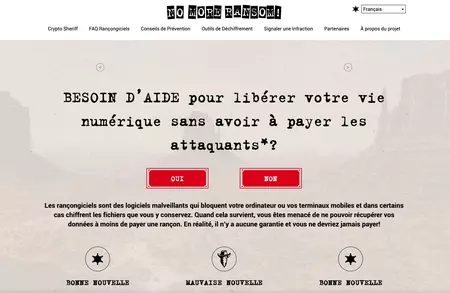 NO MORE RANSOM!
Français
Crypto Sheriff FAQ Rançongiciels Conseils de Prévention Outils de Déchiffrement Signaler une Infraction Partenaires À propos du projet
BESOIN D'AIDE pour libérer votre vie
numérique sans avoir à payer les
attaquants*?
OUI NON
Les rançongiciels sont des logiciels malveillants qui bloquent votre ordinateur ou vos terminaux mobiles et dans certains
cas chiffrent les fichiers que vous y conservez. Quand cela survient, vous êtes menacé de ne pouvoir récupérer vos
données à moins de payer une rançon. En réalité, il n'y a aucune garantie et vous ne devriez jamais payer!
BONNE NOUVELLE MAUVAISE NOUVELLE BONNE NOUVELLE